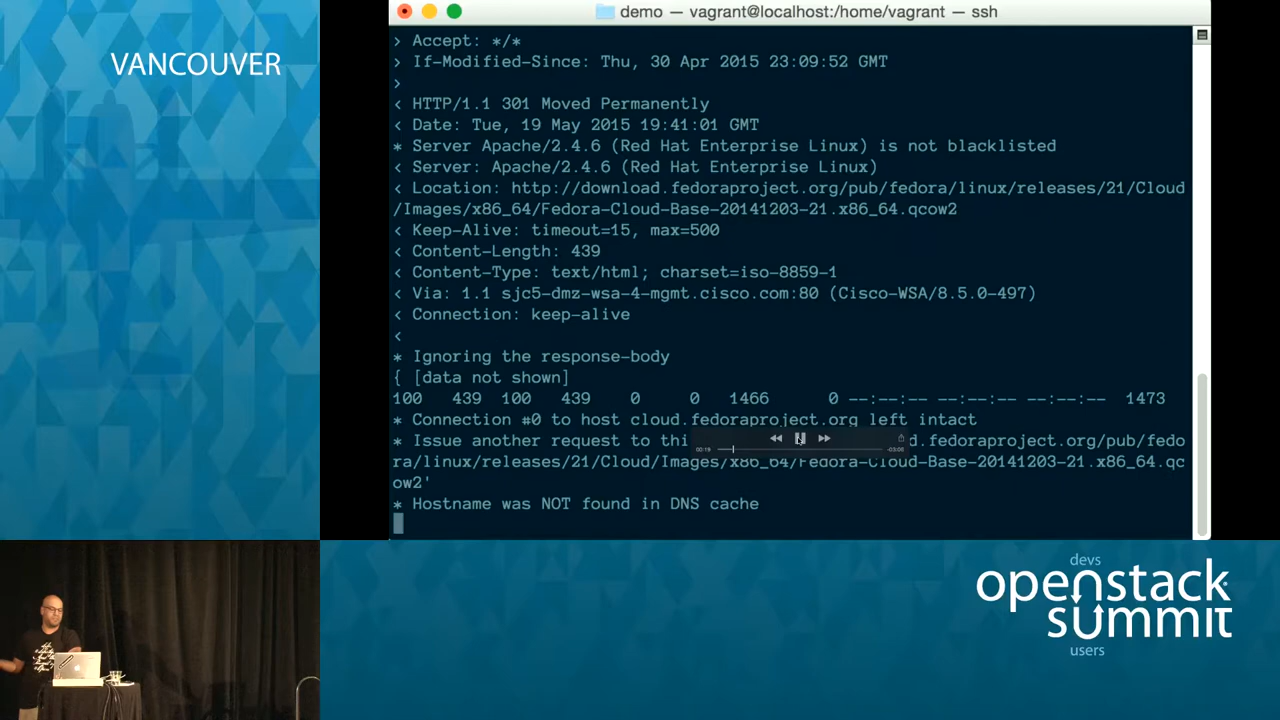 VANCOUVER
demo — vagrant@localhost:/home/vagrant — ssh
> Accept: */*
> If-Modified-Since: Thu, 30 Apr 2015 23:09:52 GMT
>
< HTTP/1.1 301 Moved Permanently
< Date: Tue, 19 May 2015 19:41:01 GMT
* Server Apache/2.4.6 (Red Hat Enterprise Linux) is not blacklisted
< Server: Apache/2.4.6 (Red Hat Enterprise Linux)
< Location: http://download.fedoraproject.org/pub/fedora/linux/releases/21/Cloud
/Images/x86_64/Fedora-Cloud-Base-20141203-21.x86_64.qcow2
< Keep-Alive: timeout=15, max=500
< Content-Length: 439
< Content-Type: text/html; charset=iso-8859-1
< Via: 1.1 sjc5-dmz-wsa-4-mgmt.cisco.com:80 (Cisco-WSA/8.5.0-497)
< Connection: keep-alive
<
* Ignoring the response-body
{ [data not shown]
100 439 100 439 0 0 1466 0 --:--:-- --:--:-- --:--:-- 1473
* Connection #0 to host cloud.fedoraproject.org left intact
* Issue another request to thi d.fedoraproject.org/pub/fedo
00:19 -03:06
ra/linux/releases/21/Cloud/Images/x86_64/Fedora-Cloud-Base-20141203-21.x86_64.qc
ow2'
* Hostname was NOT found in DNS cache
devs
openstack
summit
users